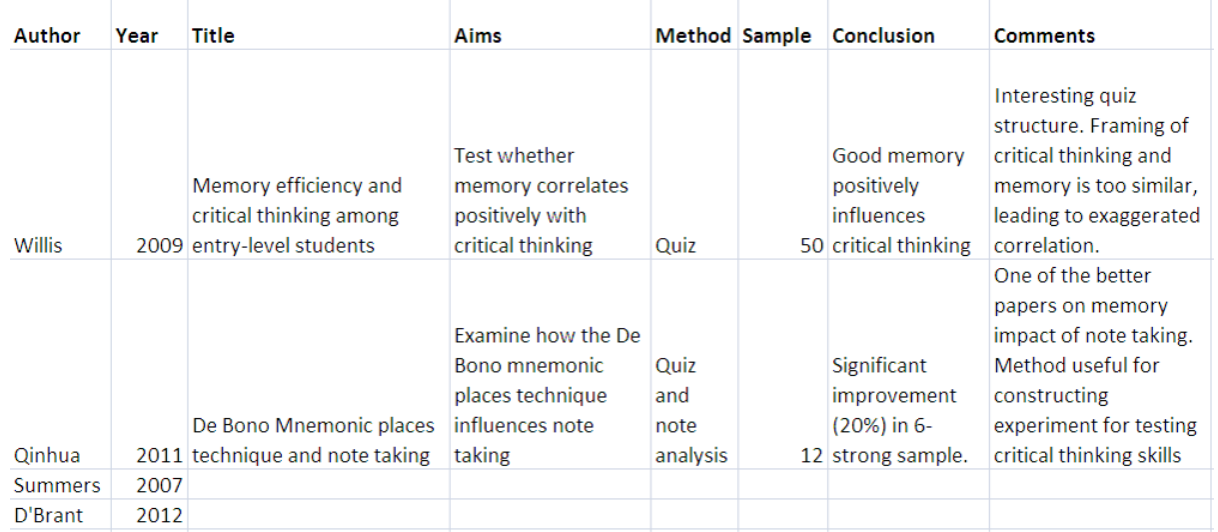 Author Year Title Aims Method Sample Conclusion Comments
Willis
2009
Memory efficiency and
critical thinking among
entry-level students
Test whether
memory correlates
positively with
critical thinking
Quiz
50
Good memory
positively
influences
critical thinking
Interesting quiz
structure. Framing of
critical thinking and
memory is too similar,
leading to exaggerated
correlation.
Qinhua
2011
De Bono Mnemonic places
technique and note taking
Examine how the De
Bono mnemonic
places technique
influences note
taking
Quiz
and
note
analysis
12
Significant
improvement
(20%) in 6-
strong sample.
One of the better
papers on memory
impact of note taking.
Method useful for
constructing
experiment for testing
critical thinking skills
Summers 2007
D'Brant 2012